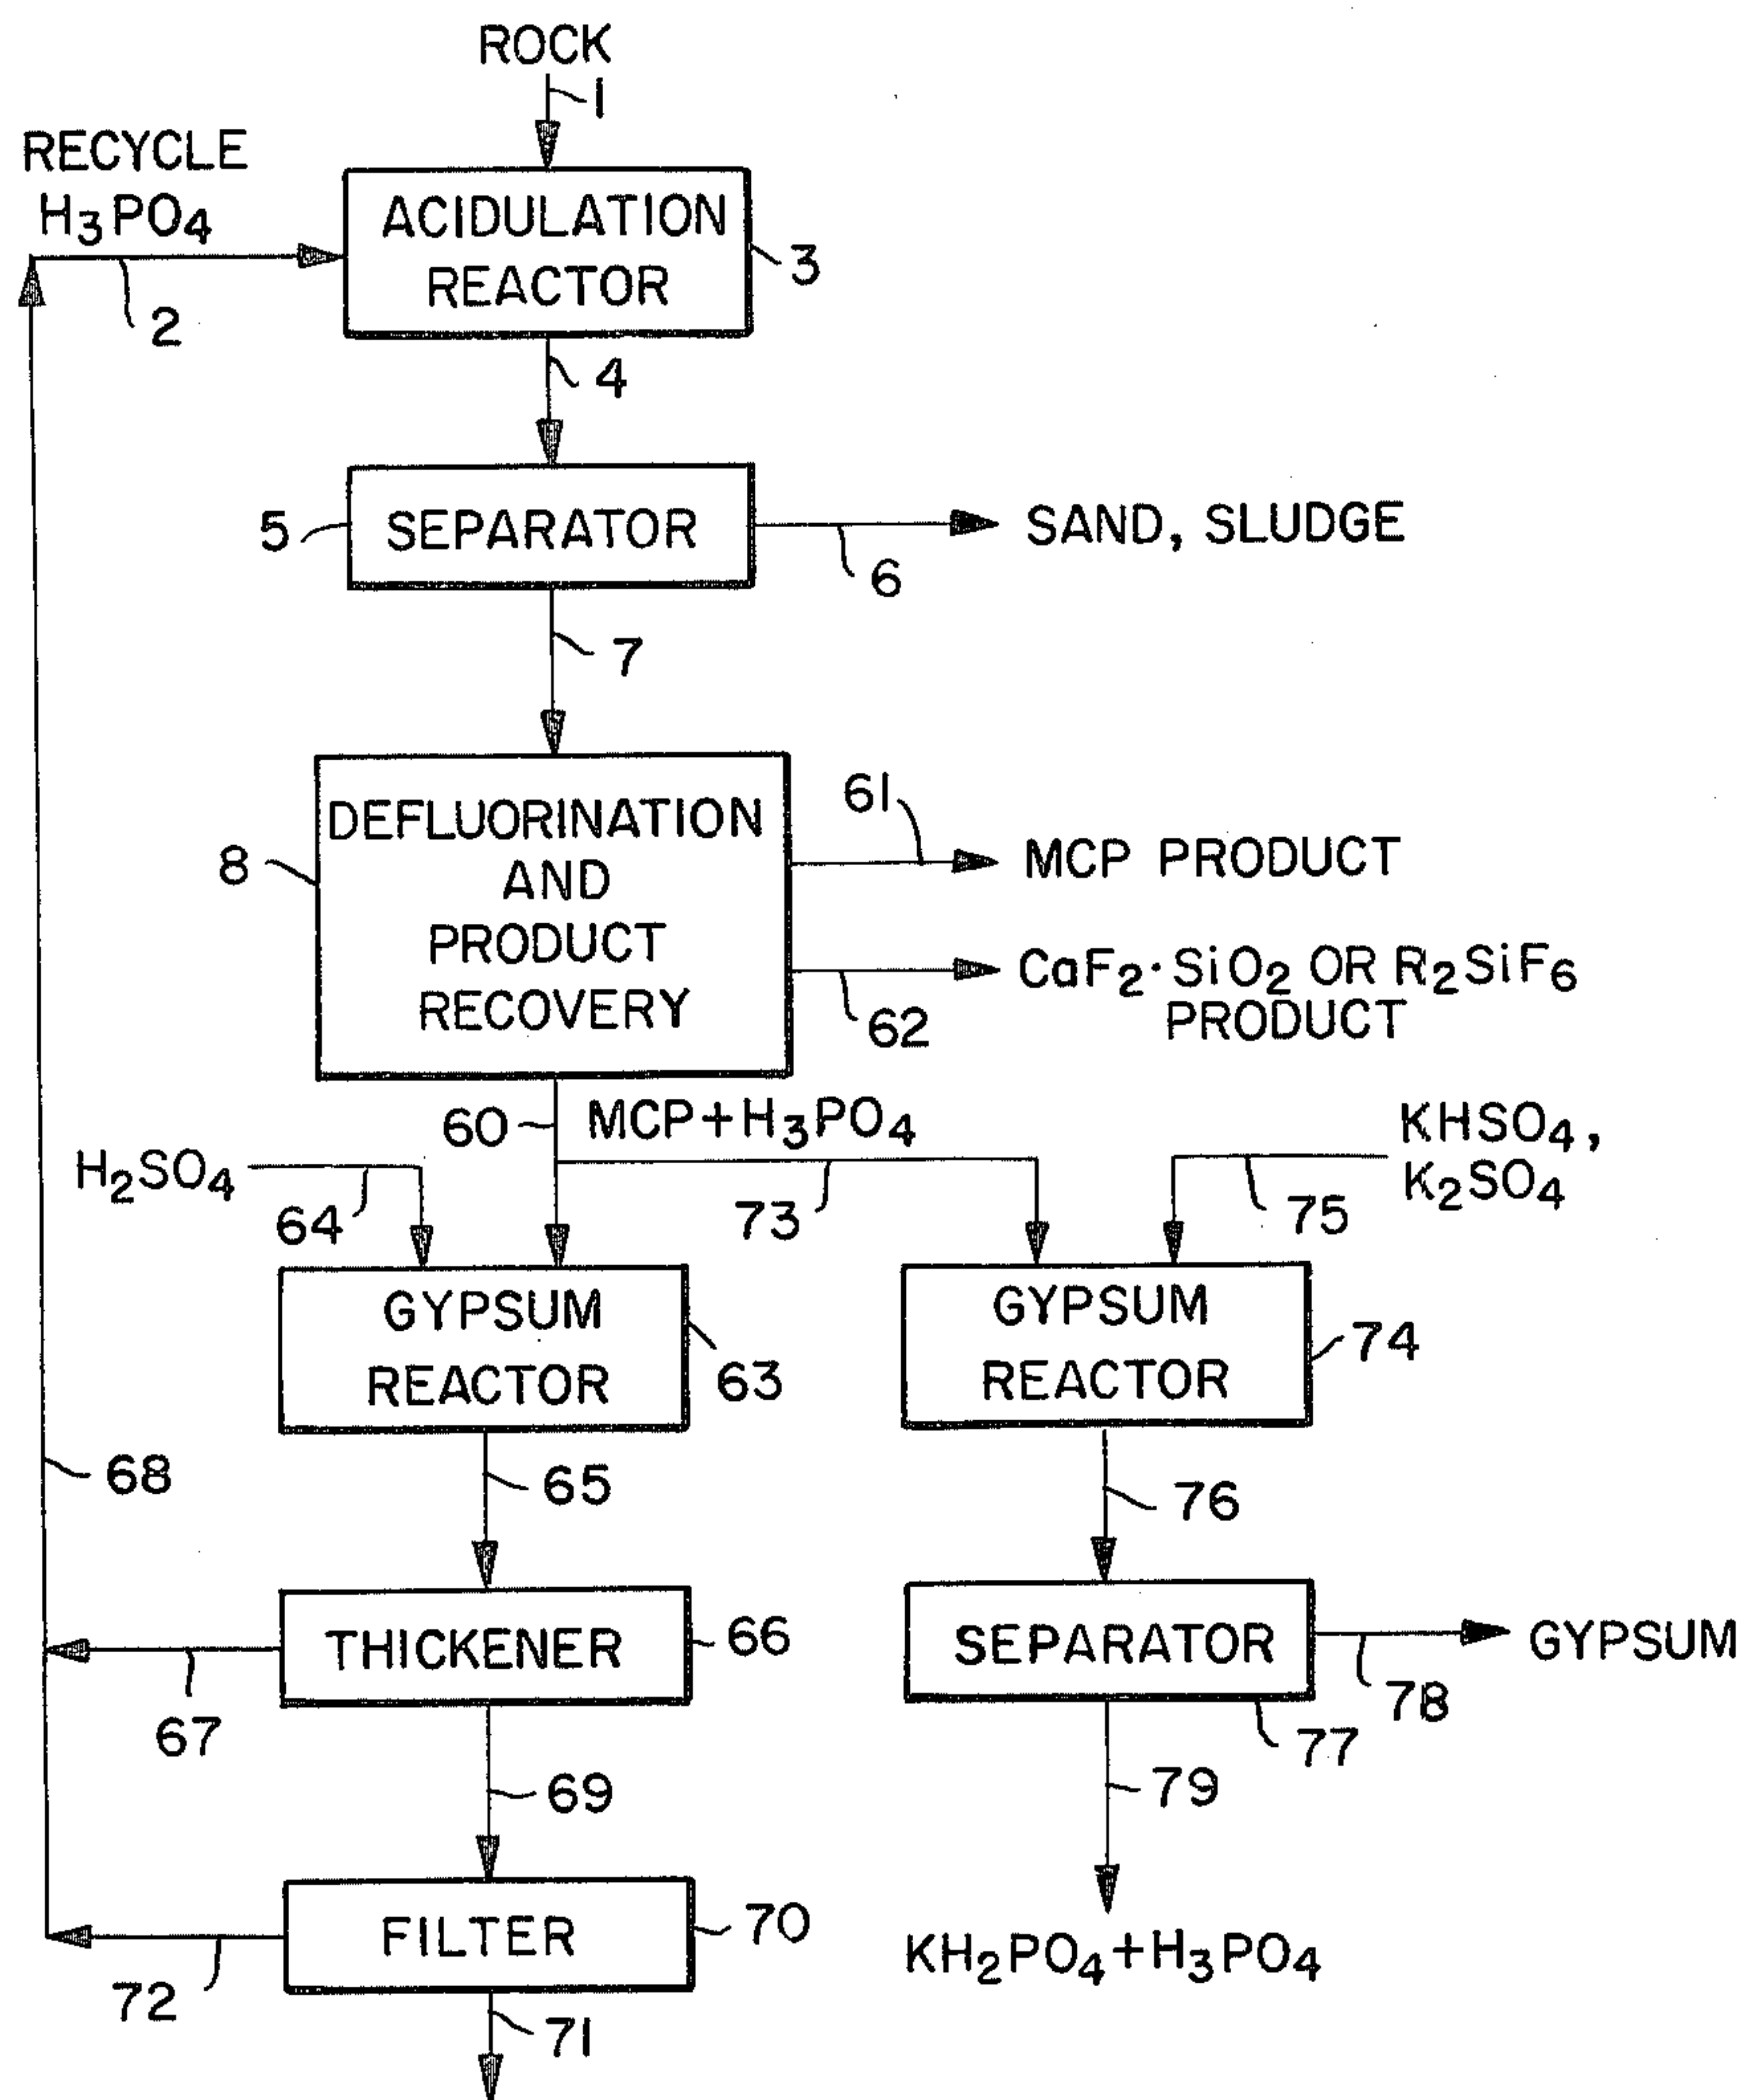 ROCK
1
RECYCLE
H₃PO₄
2
ACIDULATION
REACTOR
3
4
5
SEPARATOR
6
SAND, SLUDGE
7
8
DEFLUORINATION
AND
PRODUCT
RECOVERY
61
MCP PRODUCT
62
CaF₂·SiO₂ OR R₂SiF₆
PRODUCT
60
MCP+H₃PO₄
H₂SO₄
64
73
KHSO₄,
K₂SO₄
75
GYPSUM
REACTOR
63
GYPSUM
REACTOR
74
68
65
76
THICKENER
66
67
SEPARATOR
77
78
GYPSUM
69
79
FILTER
70
72
71
KH₂PO₄+H₃PO₄